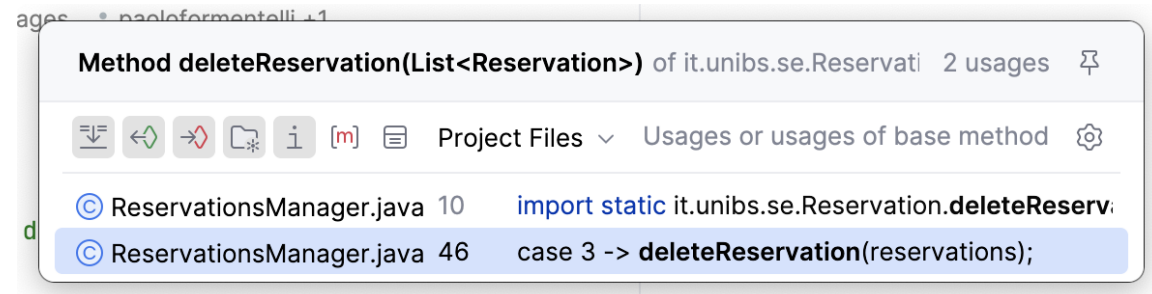 ages paoloformentelli +1
Method deleteReservation(List<Reservation>) of it.unibs.se.Reservati 2 usages
[m] Project Files Usages or usages of base method
ReservationsManager.java 10 import static it.unibs.se.Reservation.deleteReserva
d
ReservationsManager.java 46 case 3 -> deleteReservation(reservations);